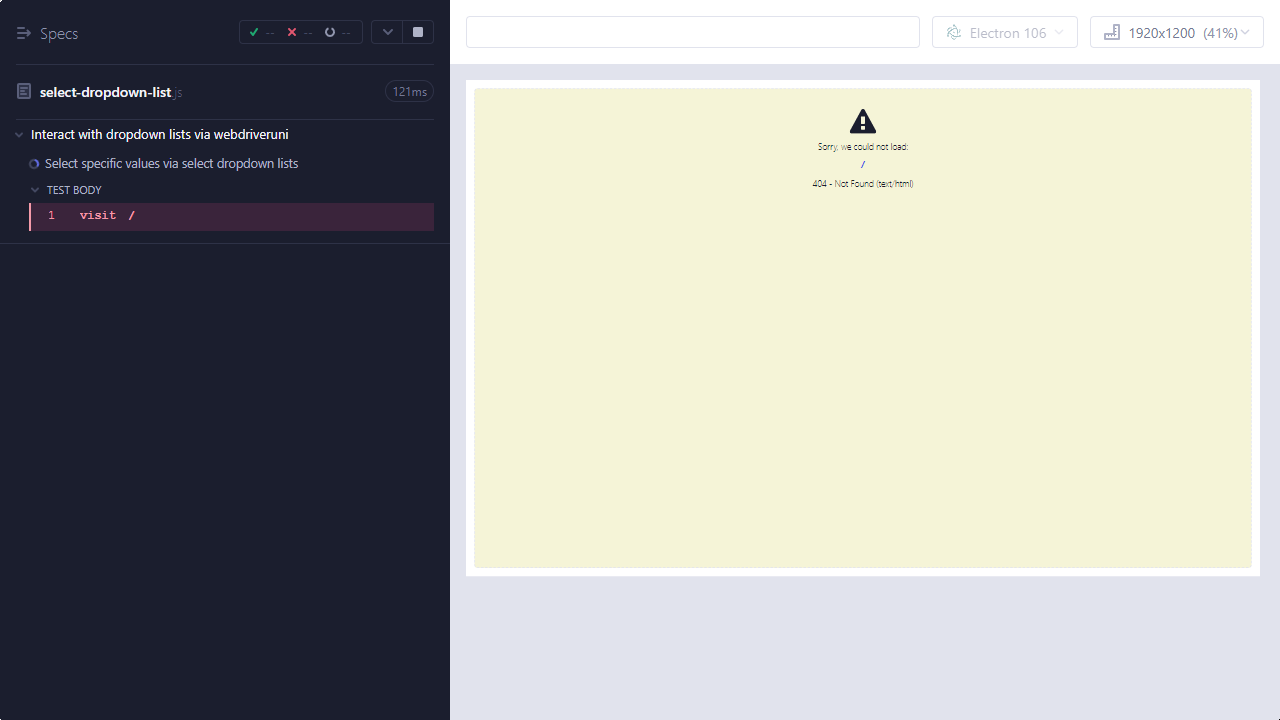 Specs
-- -- --
select-dropdown-list.js
121ms
Interact with dropdown lists via webdriveruni
Select specific values via select dropdown lists
TEST BODY
1 visit /
Electron 106
1920x1200 (41%)
Sorry, we could not load:
/
404 - Not Found (text/html)